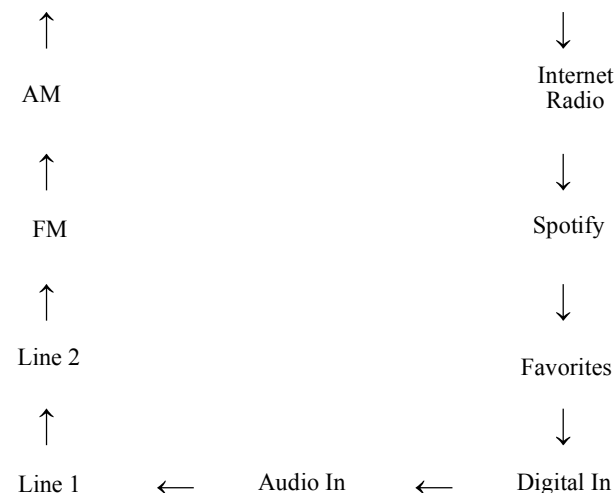 AM
Internet
Radio
FM
Spotify
Line 2
Favorites
Line 1
Audio In
Digital In